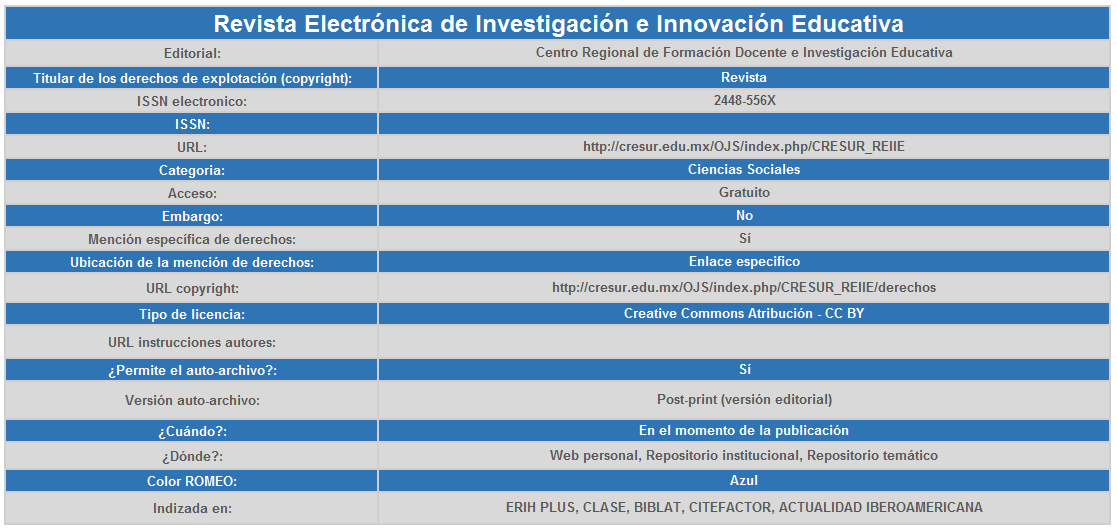 Revista Electrónica de Investigación e Innovación Educativa
Editorial: Centro Regional de Formación Docente e Investigación Educativa
Titular de los derechos de explotación (copyright): Revista
ISSN electronico: 2448-556X
ISSN:
URL: http://cresur.edu.mx/OJS/index.php/CRESUR_REIIE
Categoria: Ciencias Sociales
Acceso: Gratuito
Embargo: No
Mención específica de derechos: Sí
Ubicación de la mención de derechos: Enlace especifico
URL copyright: http://cresur.edu.mx/OJS/index.php/CRESUR_REIIE/derechos
Tipo de licencia: Creative Commons Atribución - CC BY
URL instrucciones autores:
¿Permite el auto-archivo?: Sí
Versión auto-archivo: Post-print (versión editorial)
¿Cuándo?: En el momento de la publicación
¿Dónde?: Web personal, Repositorio institucional, Repositorio temático
Color ROMEO: Azul
Indizada en: ERIH PLUS, CLASE, BIBLAT, CITEFACTOR, ACTUALIDAD IBEROAMERICANA